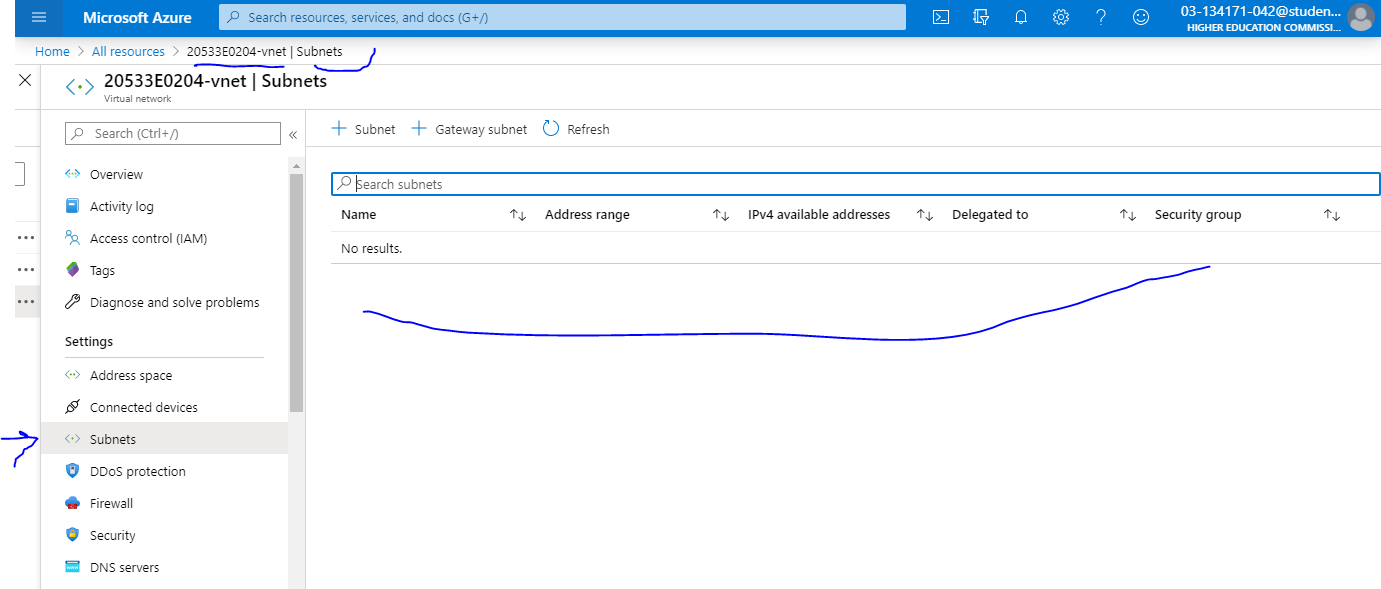 Microsoft Azure
Search resources, services, and docs (G+/)
03-134171-042@studen...
HIGHER EDUCATION COMMISSI...
Home > All resources > 20533E0204-vnet | Subnets
20533E0204-vnet | Subnets
Virtual network
Search (Ctrl+/)
Overview
Activity log
Access control (IAM)
Tags
Diagnose and solve problems
Settings
Address space
Connected devices
Subnets
DDoS protection
Firewall
Security
DNS servers
+ Subnet + Gateway subnet Refresh
Search subnets
Name Address range IPv4 available addresses Delegated to Security group
No results.